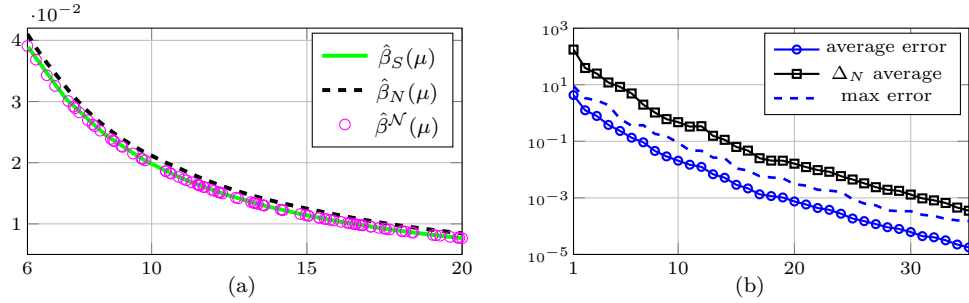 ·10⁻²
4
3
2
1
6
10
15
20
β̂_S(μ)
β̂_N(μ)
β̂^𝒩(μ)
(a)
10³
10¹
10⁻¹
10⁻³
10⁻⁵
1
10
20
30
average error
Δ_N average
max error
(b)